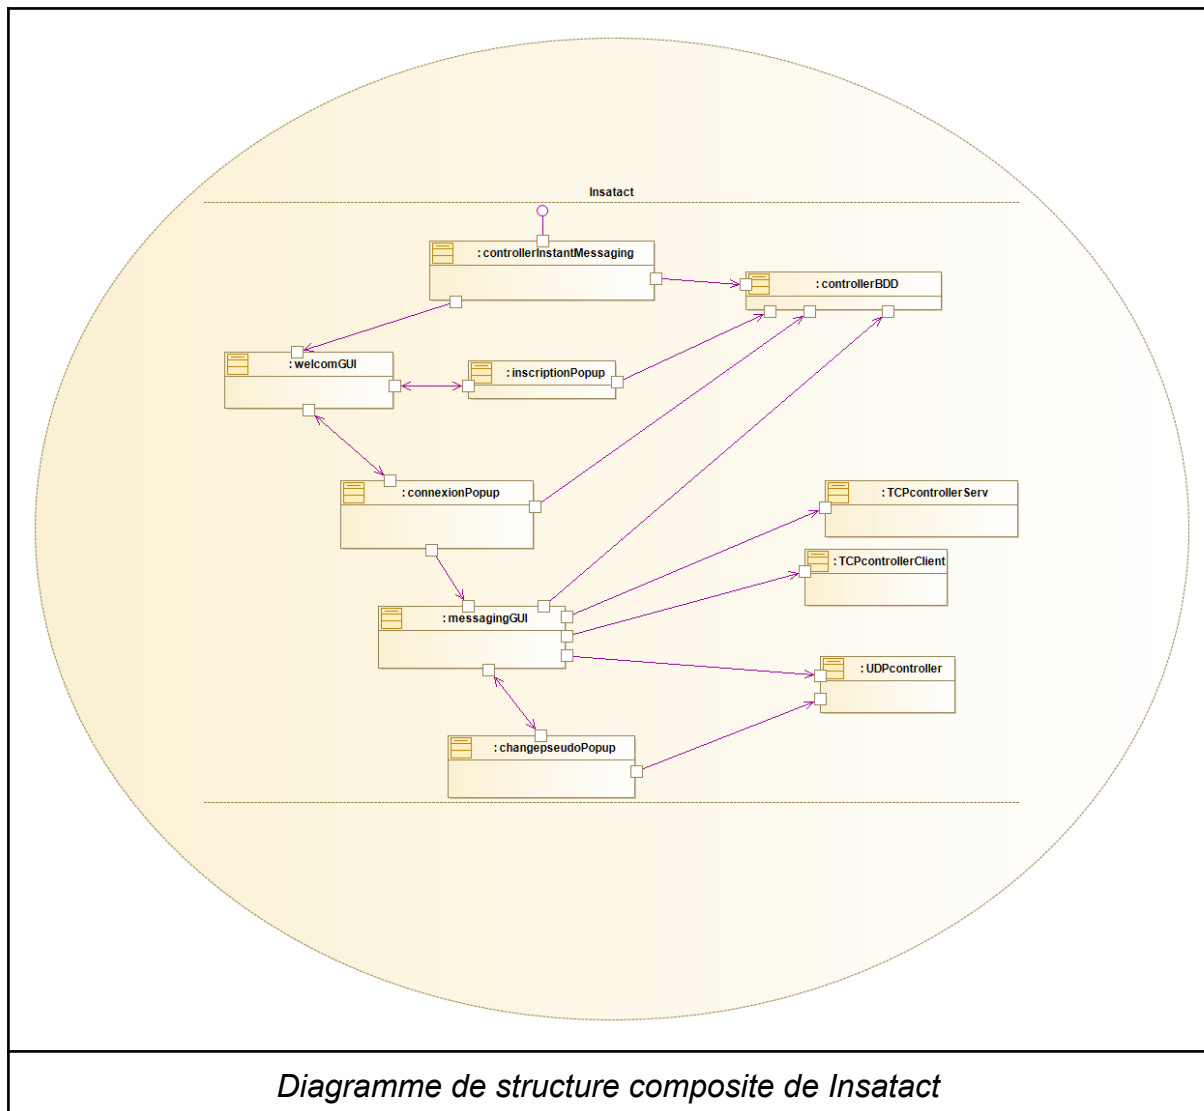 Insatact
: controllerInstantMessaging
: controllerBDD
: welcomGUI
: inscriptionPopup
: connexionPopup
: TCPcontrollerServ
: TCPcontrollerClient
: messagingGUI
: UDPcontroller
: changepseudoPopup
Diagramme de structure composite de Insatact